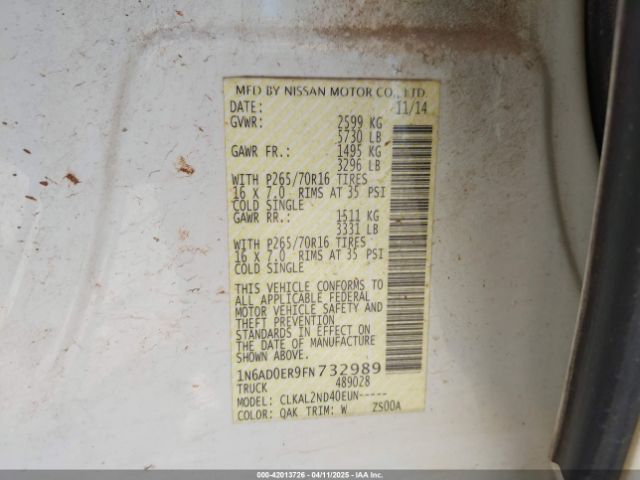 MFD BY NISSAN MOTOR CO., LTD.
DATE: 11/14
GVWR: 2599 KG
5730 LB
GAWR FR.: 1495 KG
3296 LB
WITH P265/70R16 TIRES
16 X 7.0 RIMS AT 35 PSI
COLD SINGLE
GAWR RR.: 1511 KG
3331 LB
WITH P265/70R16 TIRES
16 X 7.0 RIMS AT 35 PSI
COLD SINGLE
THIS VEHICLE CONFORMS TO
ALL APPLICABLE FEDERAL
MOTOR VEHICLE SAFETY AND
THEFT PREVENTION
STANDARDS IN EFFECT ON
THE DATE OF MANUFACTURE
SHOWN ABOVE.
1N6AD0ER9FN732989
TRUCK 489028
MODEL: CLKAL2ND40EUN-----
COLOR: QAK TRIM: W ZS00A
000-42013726 - 04/11/2025 - IAAI.COM